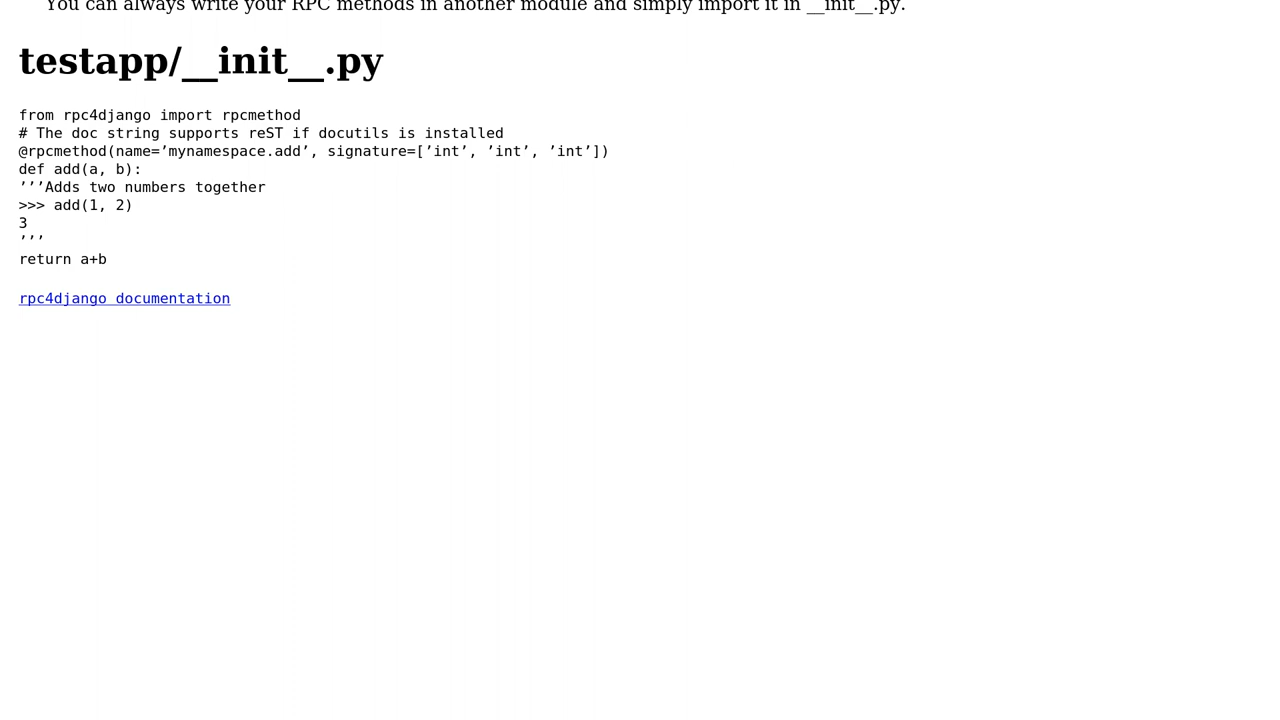 You can always write your RPC methods in another module and simply import it in __init__.py.
testapp/__init__.py
from rpc4django import rpcmethod
# The doc string supports reST if docutils is installed
@rpcmethod(name=’mynamespace.add’, signature=[’int’, ’int’, ’int’])
def add(a, b):
’’’Adds two numbers together
>>> add(1, 2)
3
’’’
return a+b
rpc4django documentation